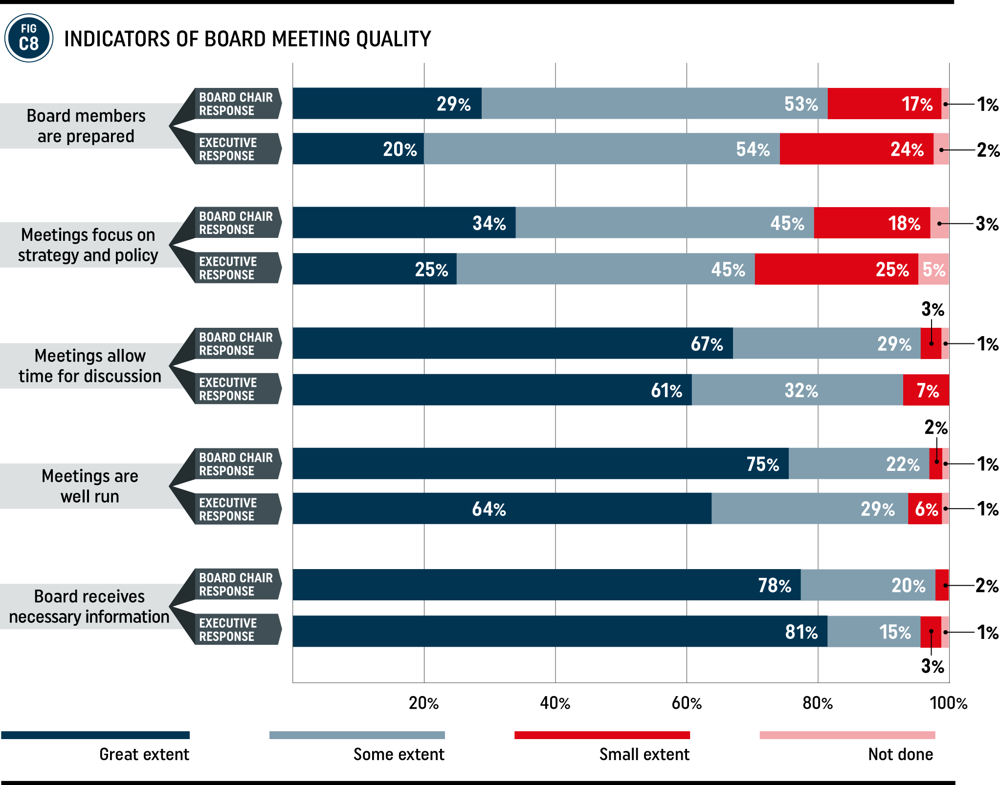 FIG
C8
INDICATORS OF BOARD MEETING QUALITY
Board members
are prepared
BOARD CHAIR
RESPONSE
29%
53%
17%
1%
EXECUTIVE
RESPONSE
20%
54%
24%
2%
Meetings focus on
strategy and policy
BOARD CHAIR
RESPONSE
34%
45%
18%
3%
EXECUTIVE
RESPONSE
25%
45%
25%
5%
Meetings allow
time for discussion
BOARD CHAIR
RESPONSE
67%
29%
3%
1%
EXECUTIVE
RESPONSE
61%
32%
7%
Meetings are
well run
BOARD CHAIR
RESPONSE
75%
22%
2%
1%
EXECUTIVE
RESPONSE
64%
29%
6%
1%
Board receives
necessary information
BOARD CHAIR
RESPONSE
78%
20%
2%
EXECUTIVE
RESPONSE
81%
15%
3%
1%
20%
40%
60%
80%
100%
Great extent
Some extent
Small extent
Not done